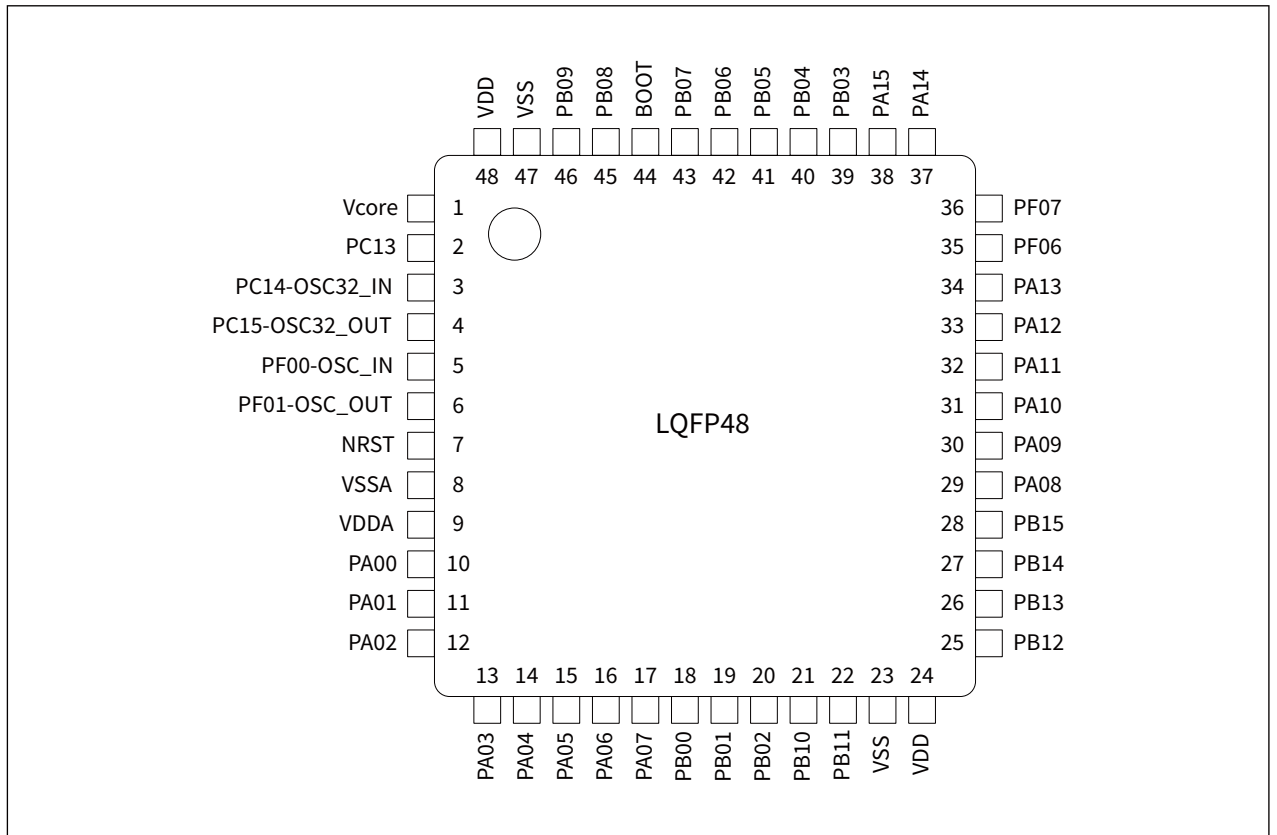 VDD VSS PB09 PB08 BOOT PB07 PB06 PB05 PB04 PB03 PA15 PA14
48 47 46 45 44 43 42 41 40 39 38 37
Vcore 1 36 PF07
PC13 2 35 PF06
PC14-OSC32_IN 3 34 PA13
PC15-OSC32_OUT 4 33 PA12
PF00-OSC_IN 5 32 PA11
PF01-OSC_OUT 6 31 PA10
LQFP48
NRST 7 30 PA09
VSSA 8 29 PA08
VDDA 9 28 PB15
PA00 10 27 PB14
PA01 11 26 PB13
PA02 12 25 PB12
13 14 15 16 17 18 19 20 21 22 23 24
PA03 PA04 PA05 PA06 PA07 PB00 PB01 PB02 PB10 PB11 VSS VDD